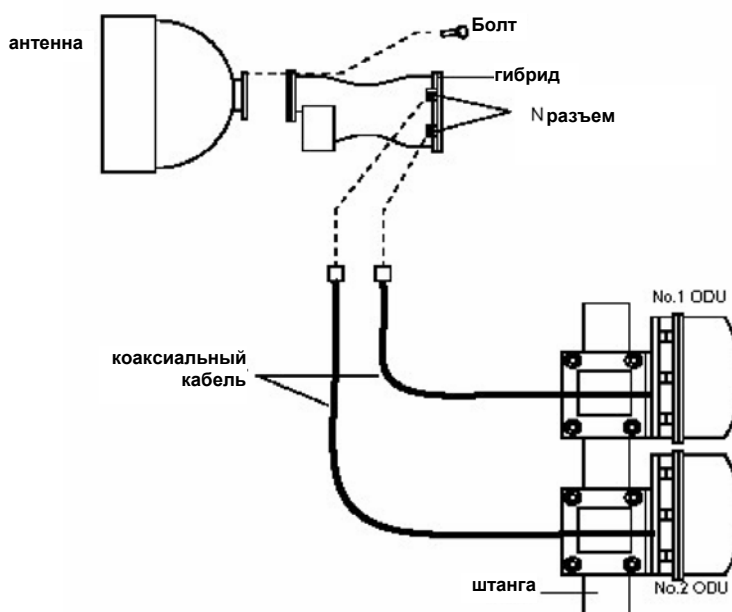 Болт
антенна
гибрид
N разъем
No.1 ODU
коаксиальный
кабель
штанга
No.2 ODU